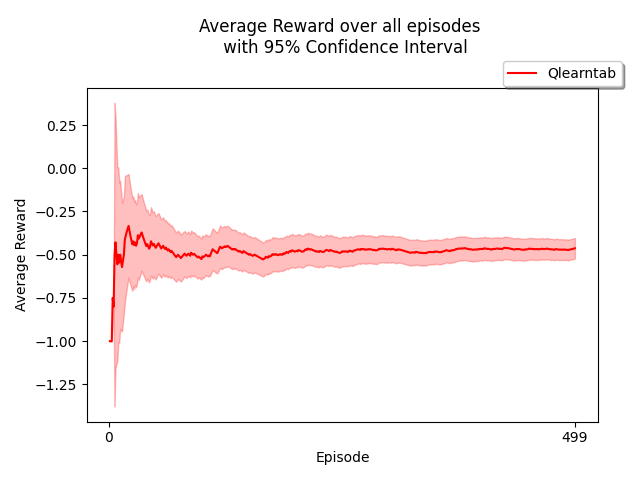 Average Reward over all episodes
with 95% Confidence Interval
Qlearntab
0.25
0.00
−0.25
−0.50
−0.75
−1.00
−1.25
Average Reward
0
499
Episode